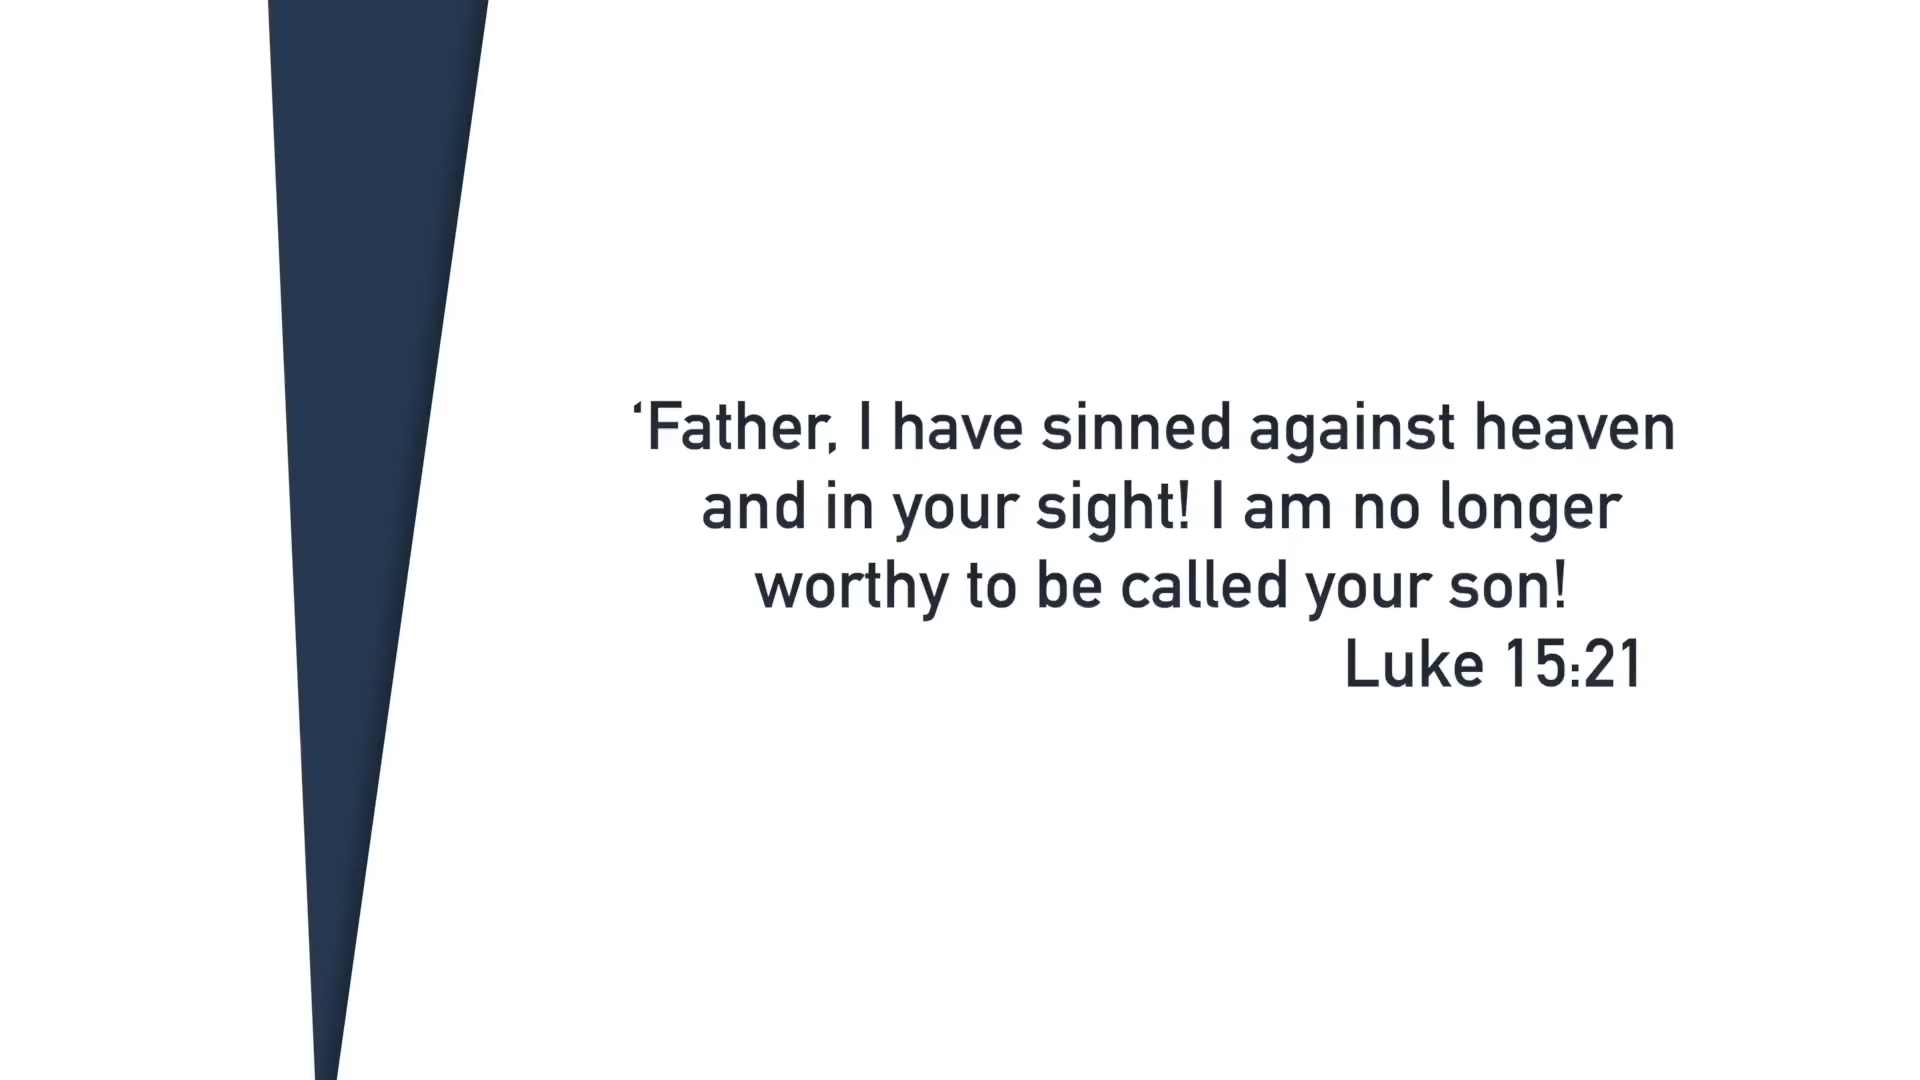 ‘Father, I have sinned against heaven
and in your sight! I am no longer
worthy to be called your son!
Luke 15:21